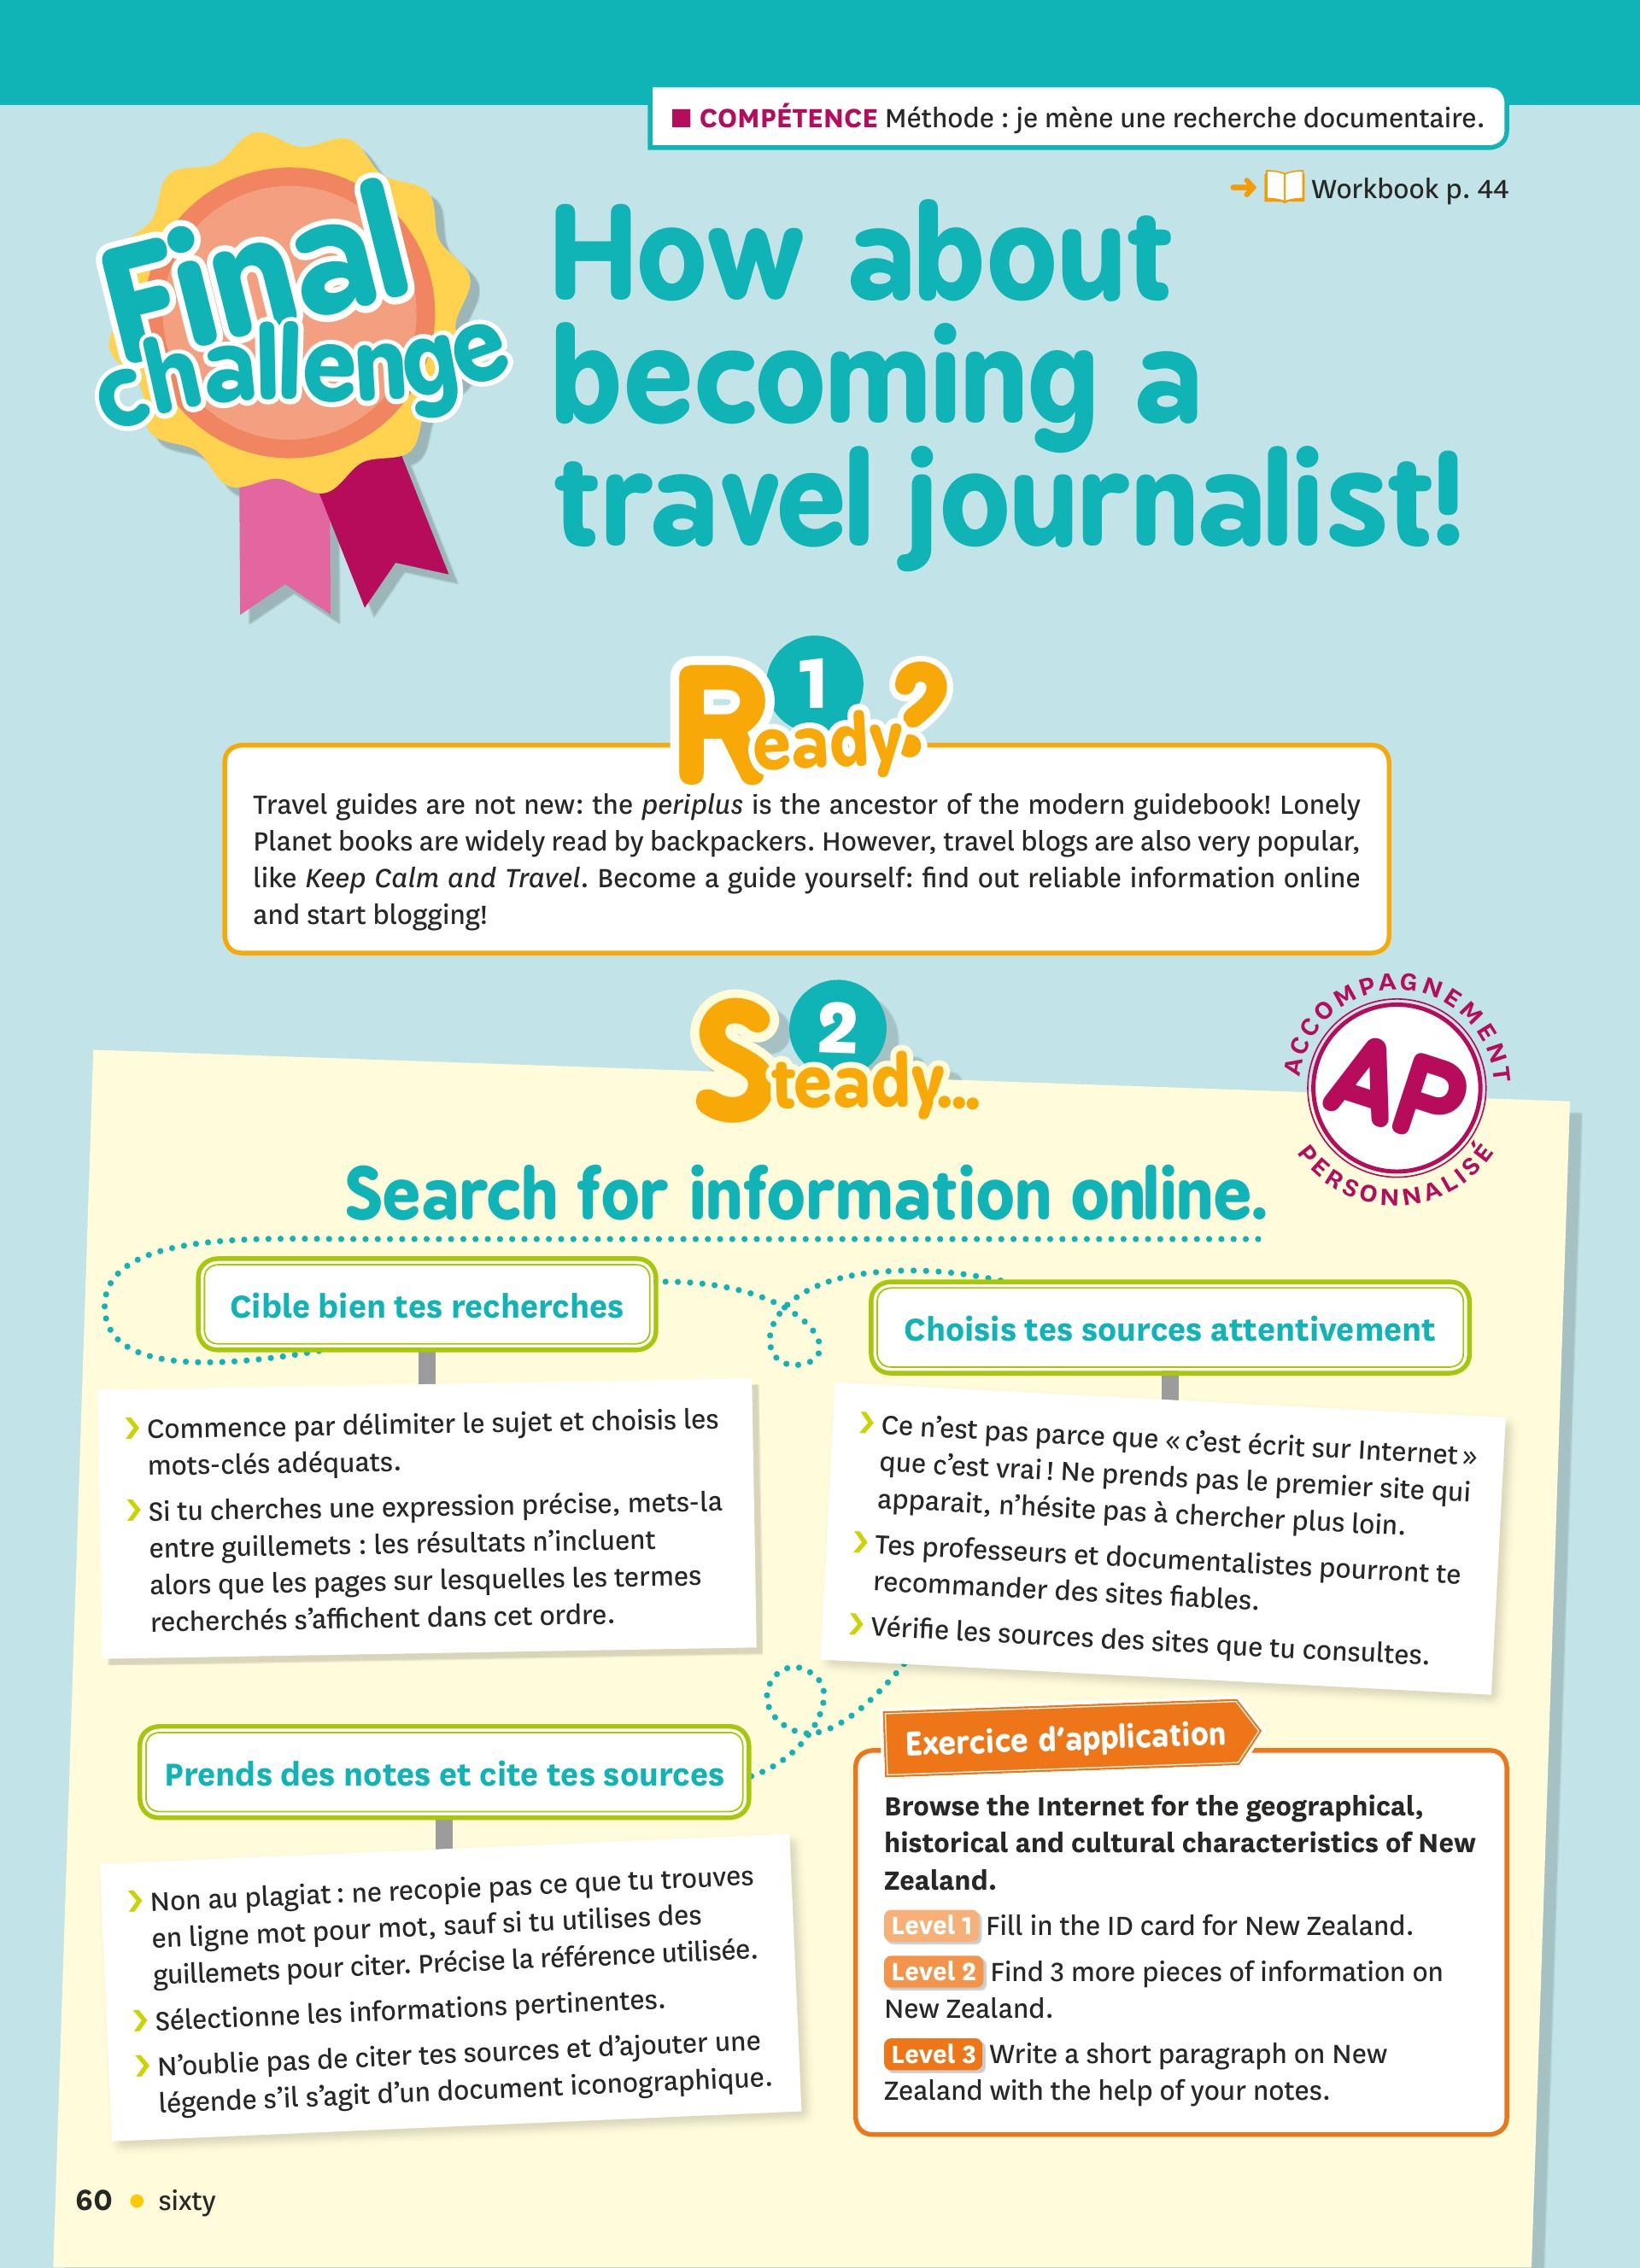 ■ COMPÉTENCE Méthode : je mène une recherche documentaire.
➜ Workbook p. 44
Final
challenge
How about
becoming a
travel journalist!
1
Ready?
Travel guides are not new: the periplus is the ancestor of the modern guidebook! Lonely
Planet books are widely read by backpackers. However, travel blogs are also very popular,
like Keep Calm and Travel. Become a guide yourself: find out reliable information online
and start blogging!
2
Steady...
ACCOMPAGNEMENT
AP
PERSONNALISÉ
Search for information online.
Cible bien tes recherches
› Commence par délimiter le sujet et choisis les
mots-clés adéquats.
› Si tu cherches une expression précise, mets-la
entre guillemets : les résultats n’incluent
alors que les pages sur lesquelles les termes
recherchés s’affichent dans cet ordre.
Choisis tes sources attentivement
› Ce n’est pas parce que « c’est écrit sur Internet »
que c’est vrai ! Ne prends pas le premier site qui
apparait, n’hésite pas à chercher plus loin.
› Tes professeurs et documentalistes pourront te
recommander des sites fiables.
› Vérifie les sources des sites que tu consultes.
Prends des notes et cite tes sources
› Non au plagiat : ne recopie pas ce que tu trouves
en ligne mot pour mot, sauf si tu utilises des
guillemets pour citer. Précise la référence utilisée.
› Sélectionne les informations pertinentes.
› N’oublie pas de citer tes sources et d’ajouter une
légende s’il s’agit d’un document iconographique.
Exercice d’application
Browse the Internet for the geographical,
historical and cultural characteristics of New
Zealand.
Level 1 Fill in the ID card for New Zealand.
Level 2 Find 3 more pieces of information on
New Zealand.
Level 3 Write a short paragraph on New
Zealand with the help of your notes.
60 • sixty